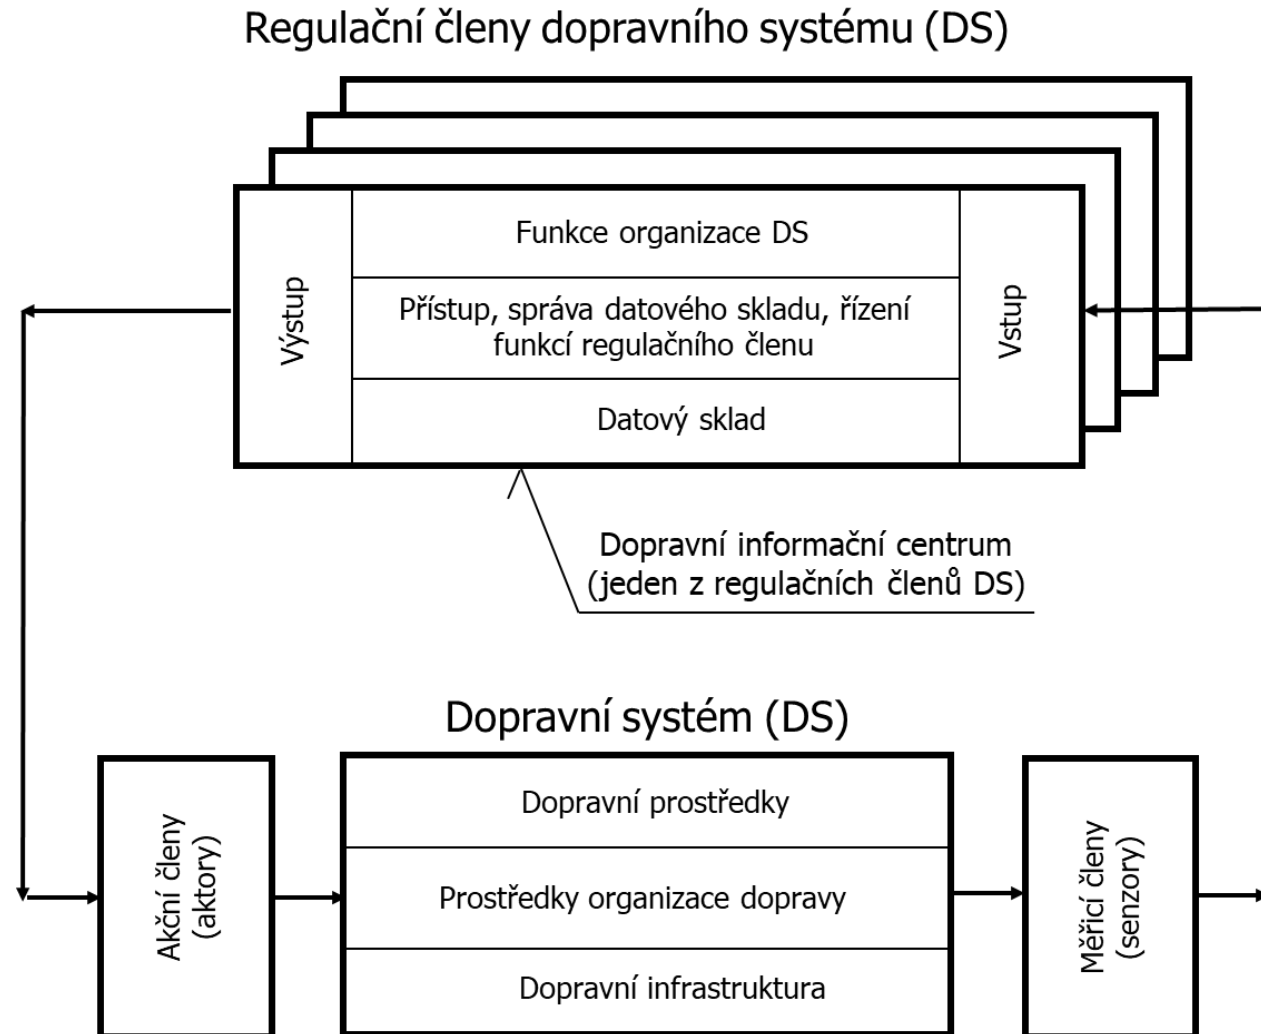 Regulační členy dopravního systému (DS)
Funkce organizace DS
Výstup
Přístup, správa datového skladu, řízení
funkcí regulačního členu
Vstup
Datový sklad
Dopravní informační centrum
(jeden z regulačních členů DS)
Dopravní systém (DS)
Akční členy
(aktory)
Dopravní prostředky
Prostředky organizace dopravy
Dopravní infrastruktura
Měřicí členy
(senzory)